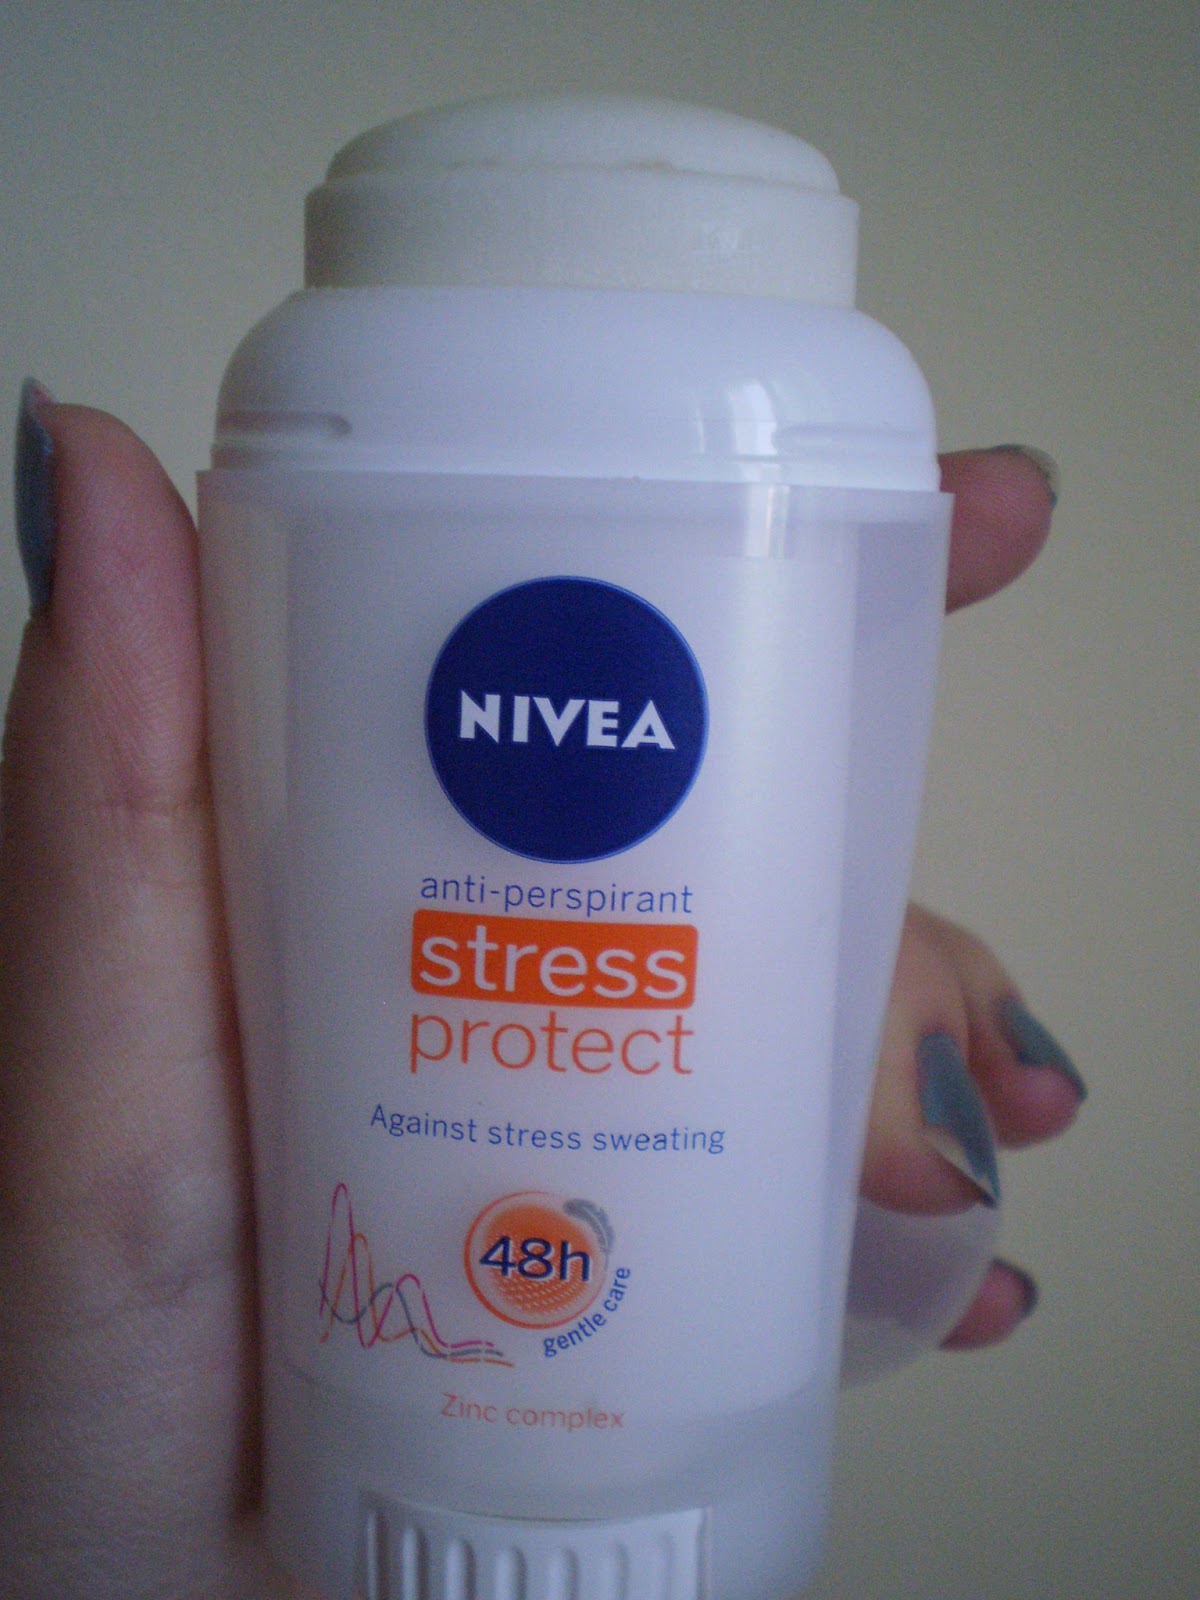 NIVEA
anti-perspirant
stress
protect
Against stress sweating
48h
gentle care
Zinc complex